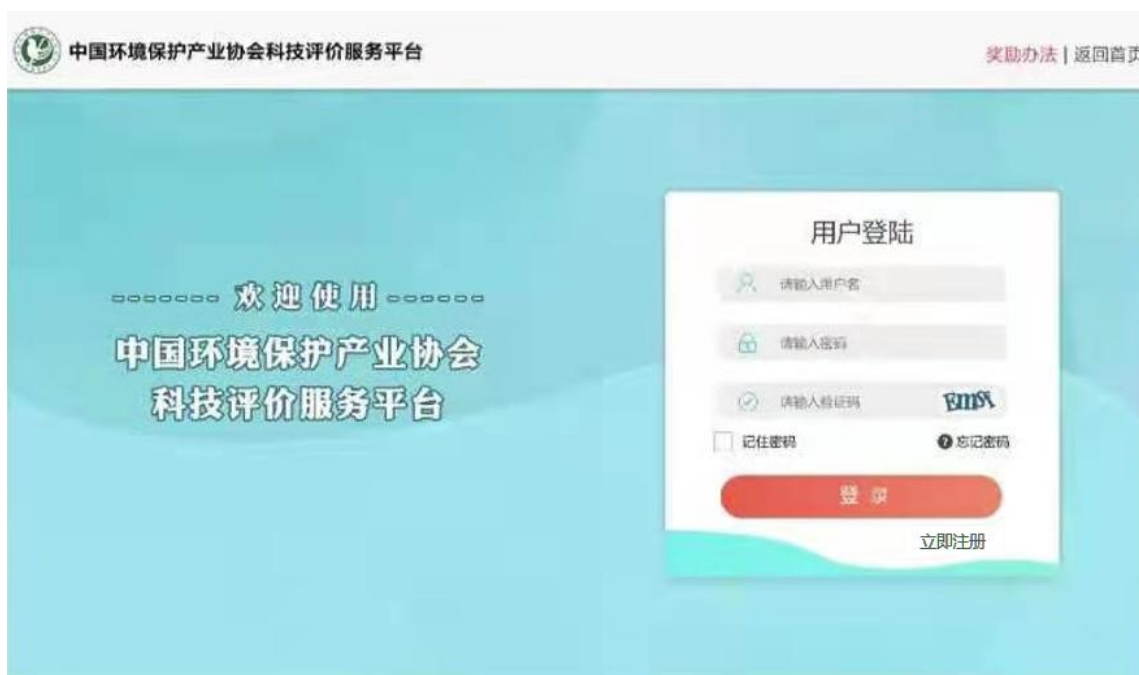 中国环境保护产业协会科技评价服务平台
奖励办法 | 返回首页
------- 欢迎使用 ------
中国环境保护产业协会
科技评价服务平台
用户登陆
请输入用户名
请输入密码
请输入验证码
记住密码 ? 忘记密码
登录
立即注册